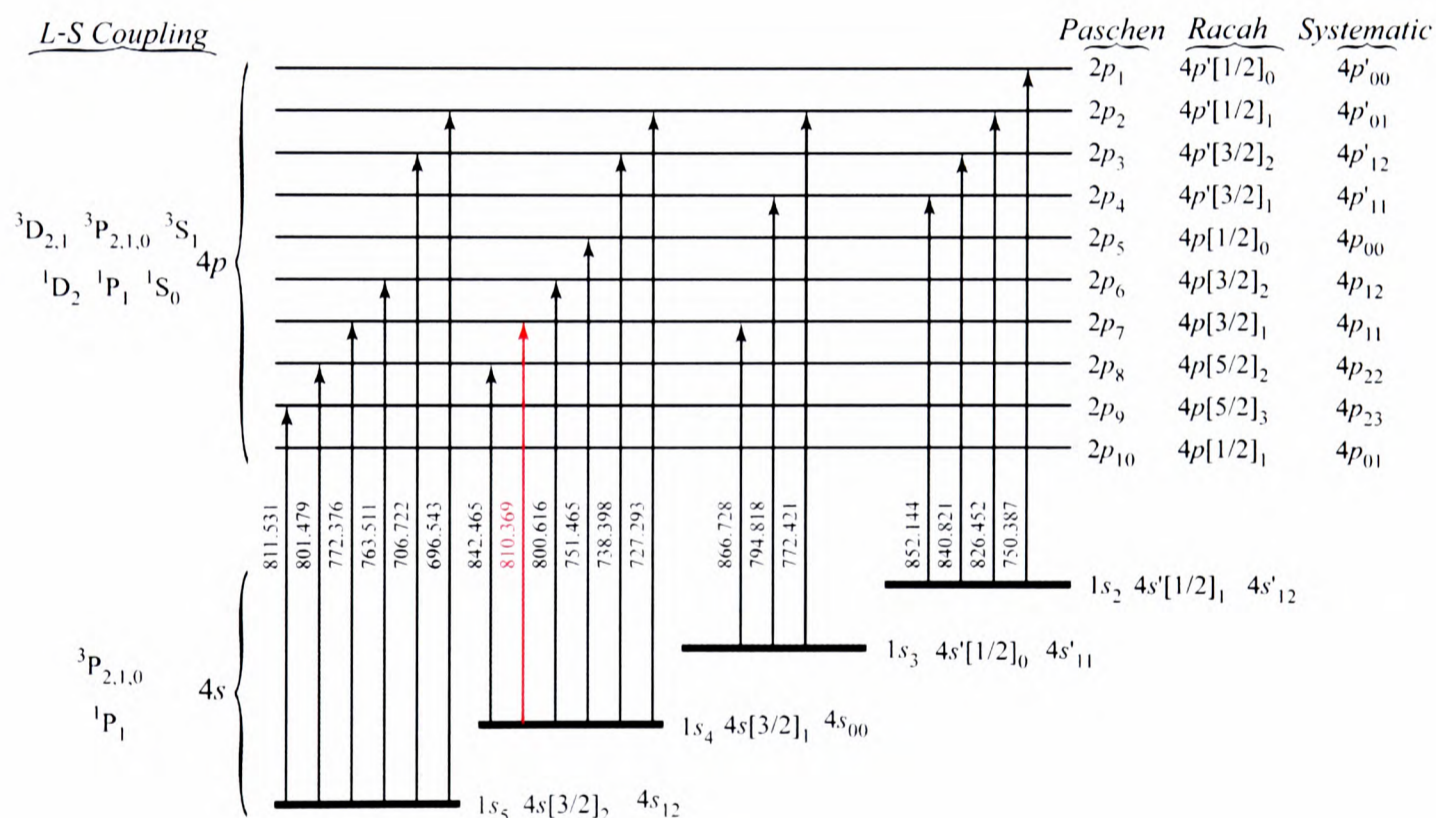 L-S Coupling Paschen Racah Systematic
2p₁ 4p'[1/2]₀ 4p'₀₀
2p₂ 4p'[1/2]₁ 4p'₀₁
2p₃ 4p'[3/2]₂ 4p'₁₂
2p₄ 4p'[3/2]₁ 4p'₁₁
³D₂,₁ ³P₂,₁,₀ ³S₁
4p
¹D₂ ¹P₁ ¹S₀
2p₅ 4p[1/2]₀ 4p₀₀
2p₆ 4p[3/2]₂ 4p₁₂
2p₇ 4p[3/2]₁ 4p₁₁
2p₈ 4p[5/2]₂ 4p₂₂
2p₉ 4p[5/2]₃ 4p₂₃
2p₁₀ 4p[1/2]₁ 4p₀₁
811.531
801.479
772.376
763.511
706.722
696.543
842.465
810.369
800.616
751.465
738.398
727.293
866.728
794.818
772.421
852.144
840.821
826.452
750.387
1s₂ 4s'[1/2]₁ 4s'₁₂
1s₃ 4s'[1/2]₀ 4s'₁₁
³P₂,₁,₀
4s
¹P₁
1s₄ 4s[3/2]₁ 4s₀₀
1s₅ 4s[3/2]₂ 4s₁₂